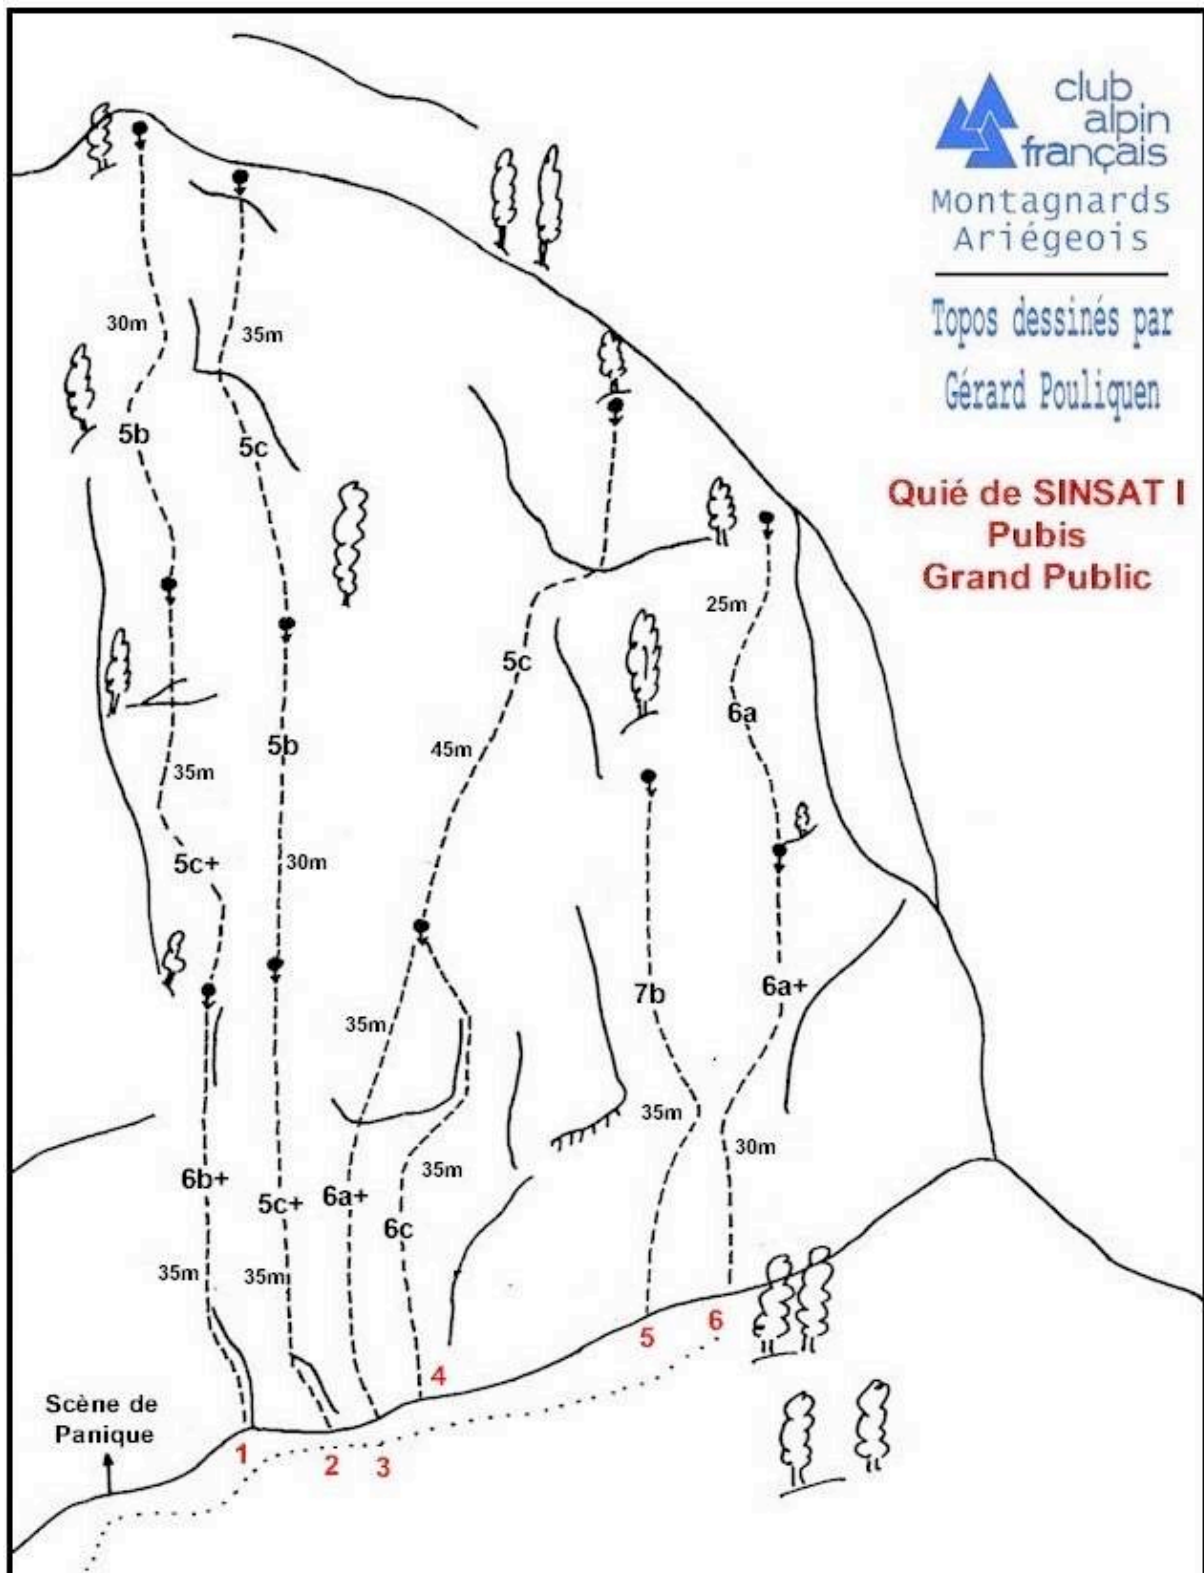 club
alpin
français
Montagnards
Ariégeois
Topos dessinés par
Gérard Pouliquen
Quié de SINSAT I
Pubis
Grand Public
30m
35m
5b
5c
25m
5c
6a
5b
45m
35m
5c+
30m
7b
6a+
35m
35m
30m
35m
6b+
5c+
6a+
6c
35m
35m
5
6
4
Scène de
Panique
1
2
3